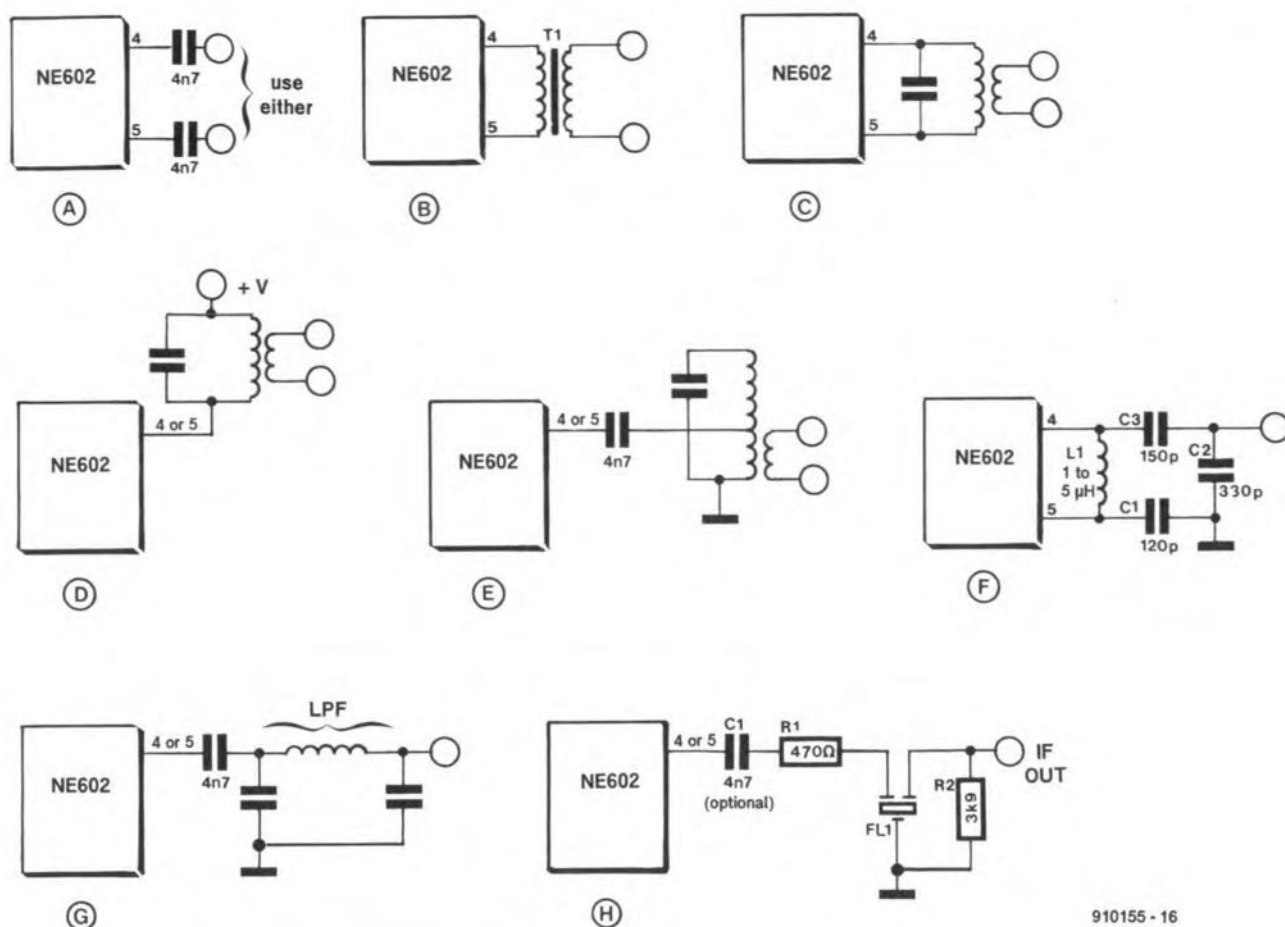 NE602
4
4n7
5
4n7
use
either
A
NE602
4
5
T1
B
NE602
4
5
C
NE602
4 or 5
+ V
D
NE602
4 or 5
4n7
E
NE602
4
5
L1
1 to
5 µH
C3
150p
C2
330p
C1
120p
F
NE602
4 or 5
4n7
LPF
G
NE602
4 or 5
C1
4n7
(optional)
R1
470Ω
FL1
R2
3k9
IF
OUT
H
910155 - 16